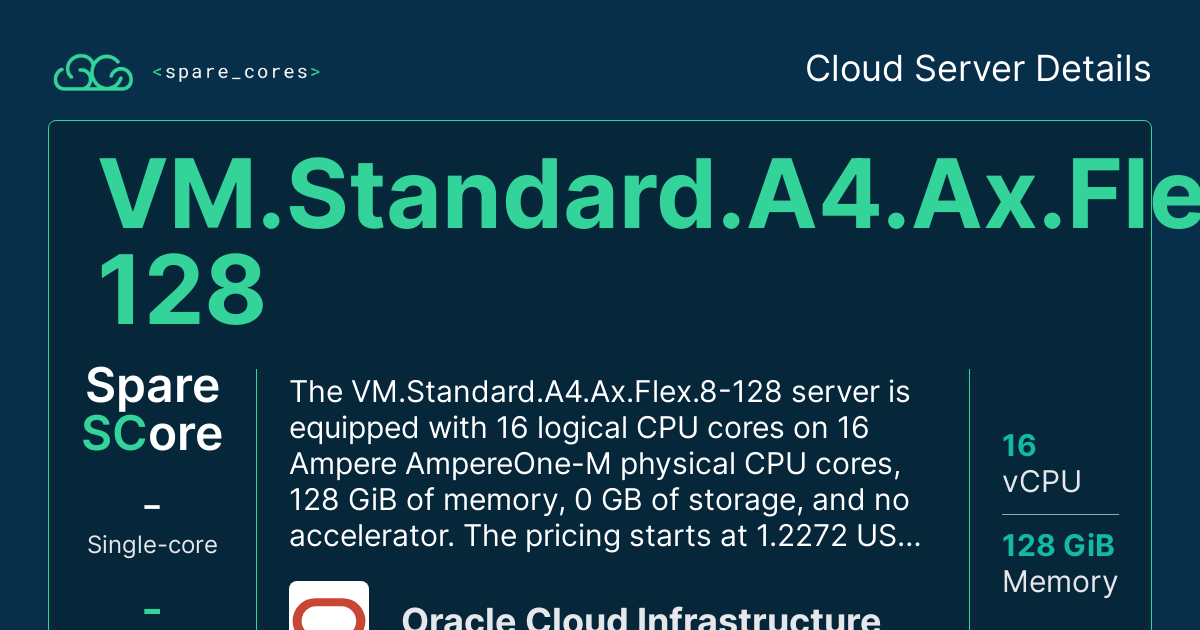 <spare_cores>
Cloud Server Details
VM.Standard.A4.Ax.Fle
128
Spare
SCore
-
Single-core
-
The VM.Standard.A4.Ax.Flex.8-128 server is
equipped with 16 logical CPU cores on 16
Ampere AmpereOne-M physical CPU cores,
128 GiB of memory, 0 GB of storage, and no
accelerator. The pricing starts at 1.2272 US...
Oracle Cloud Infrastructure
16
vCPU
128 GiB
Memory